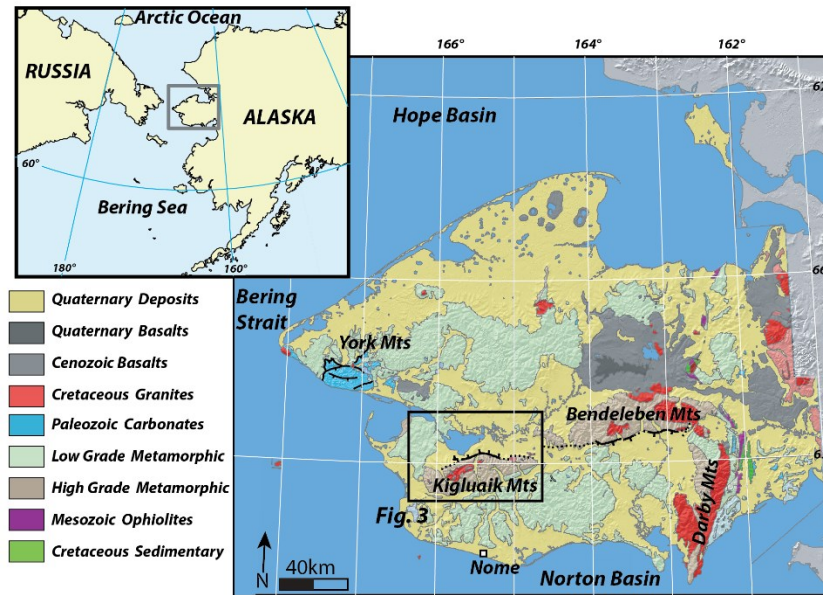 Arctic Ocean
RUSSIA
ALASKA
60°
Bering Sea
180°
160°
166°
164°
162°
Hope Basin
66
Bering
Strait
York Mts
Bendeleben Mts
6
Kigluaik Mts
Darby Mts
Fig. 3
Nome
Norton Basin
Quaternary Deposits
Quaternary Basalts
Cenozoic Basalts
Cretaceous Granites
Paleozoic Carbonates
Low Grade Metamorphic
High Grade Metamorphic
Mesozoic Ophiolites
Cretaceous Sedimentary
N
40km